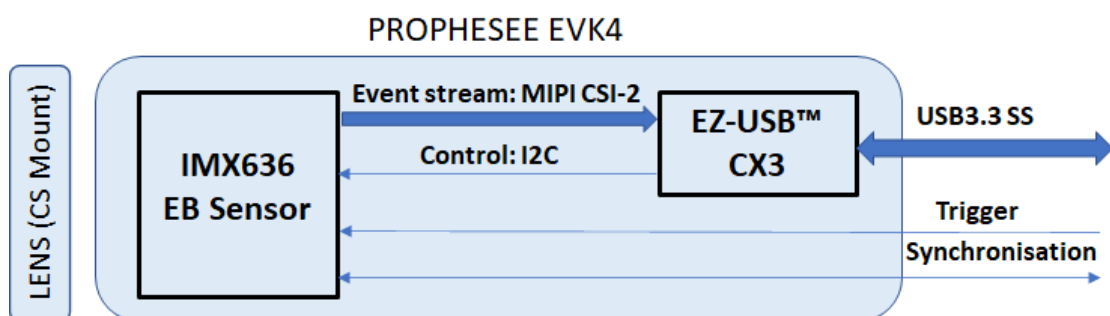 PROPHESEE EVK4
LENS (CS Mount)
IMX636
EB Sensor
Event stream: MIPI CSI-2
Control: I2C
EZ-USB™
CX3
USB3.3 SS
Trigger
Synchronisation